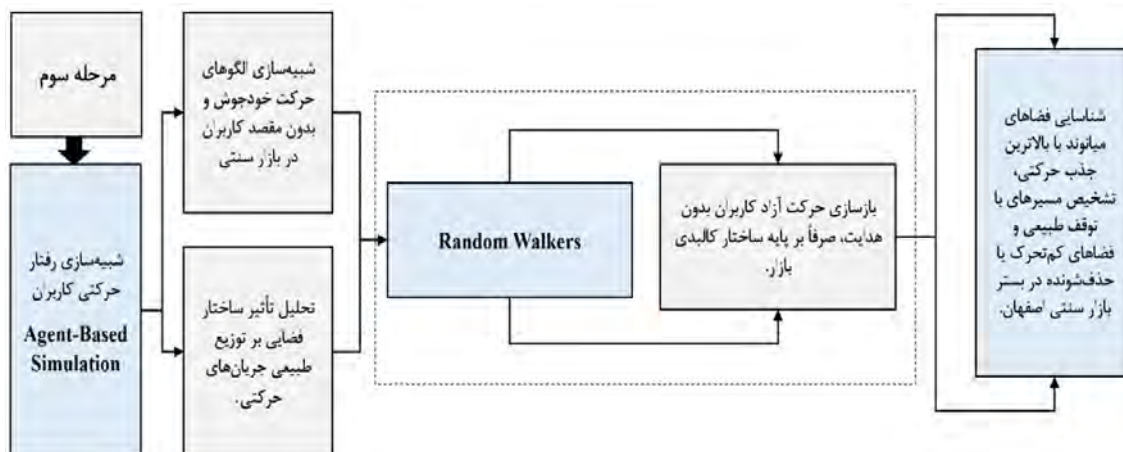 مرحله سوم
شبیه‌سازی رفتار
حرکتی کاربران
Agent-Based
Simulation
شبیه‌سازی الگوهای
حرکت خودجوش و
بدون مقصد کاربران
در بازار سنتی
تحلیل تأثیر ساختار
فضایی بر توزیع
طبیعی جریان‌های
حرکتی.
Random Walkers
بازسازی حرکت آزاد کاربران بدون
هدایت، صرفاً بر پایه ساختار کالبدی
بازار.
شناسایی فضاهای
میانوند با بالاترین
جذب حرکتی،
تشخیص مسیرهای با
توقف طبیعی و
فضاهای کم‌تحرک یا
حذف‌شونده در بستر
بازار سنتی اصفهان.